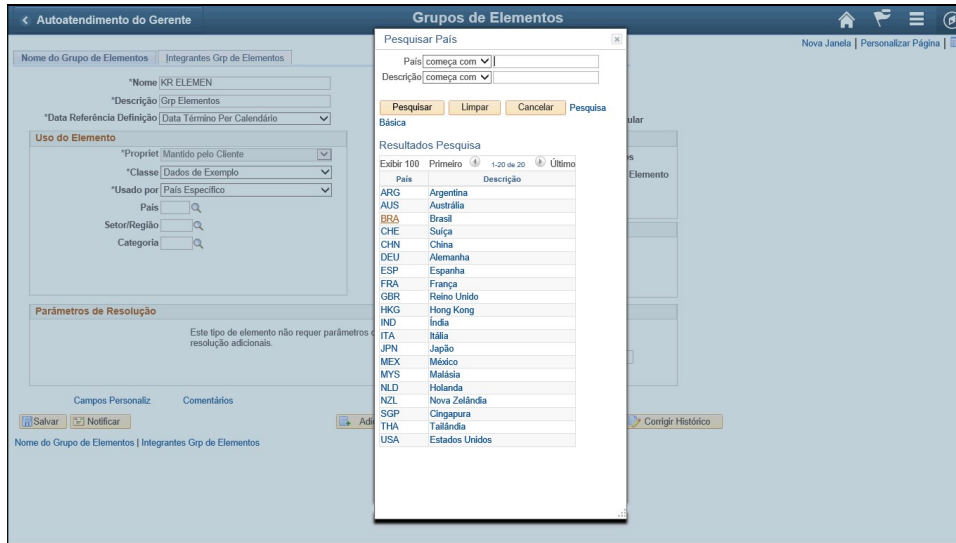 Autoatendimento do Gerente
Grupos de Elementos
Nova Janela | Personalizar Página |
Nome do Grupo de Elementos
Integrantes Grp de Elementos
*Nome KR ELEMEN
*Descrição Grp Elementos
*Data Referência Definição Data Término Per Calendário
ular
Uso do Elemento
*Propriet Mantido pelo Cliente
*Classe Dados de Exemplo
Elemento
*Usado por País Específico
País
Setor/Região
Categoria
Parâmetros de Resolução
Este tipo de elemento não requer parâmetros
resolução adicionais.
Campos Personaliz
Comentários
Salvar
Notificar
Adi
Corrigir Histórico
Nome do Grupo de Elementos | Integrantes Grp de Elementos
Pesquisar País
País começa com
Descrição começa com
Pesquisar
Limpar
Cancelar
Pesquisa
Básica
Resultados Pesquisa
Exibir 100 Primeiro 1-20 de 20 Último
País Descrição
ARG Argentina
AUS Austrália
BRA Brasil
CHE Suíça
CHN China
DEU Alemanha
ESP Espanha
FRA França
GBR Reino Unido
HKG Hong Kong
IND Índia
ITA Itália
JPN Japão
MEX México
MYS Malásia
NLD Holanda
NZL Nova Zelândia
SGP Cingapura
THA Tailândia
USA Estados Unidos